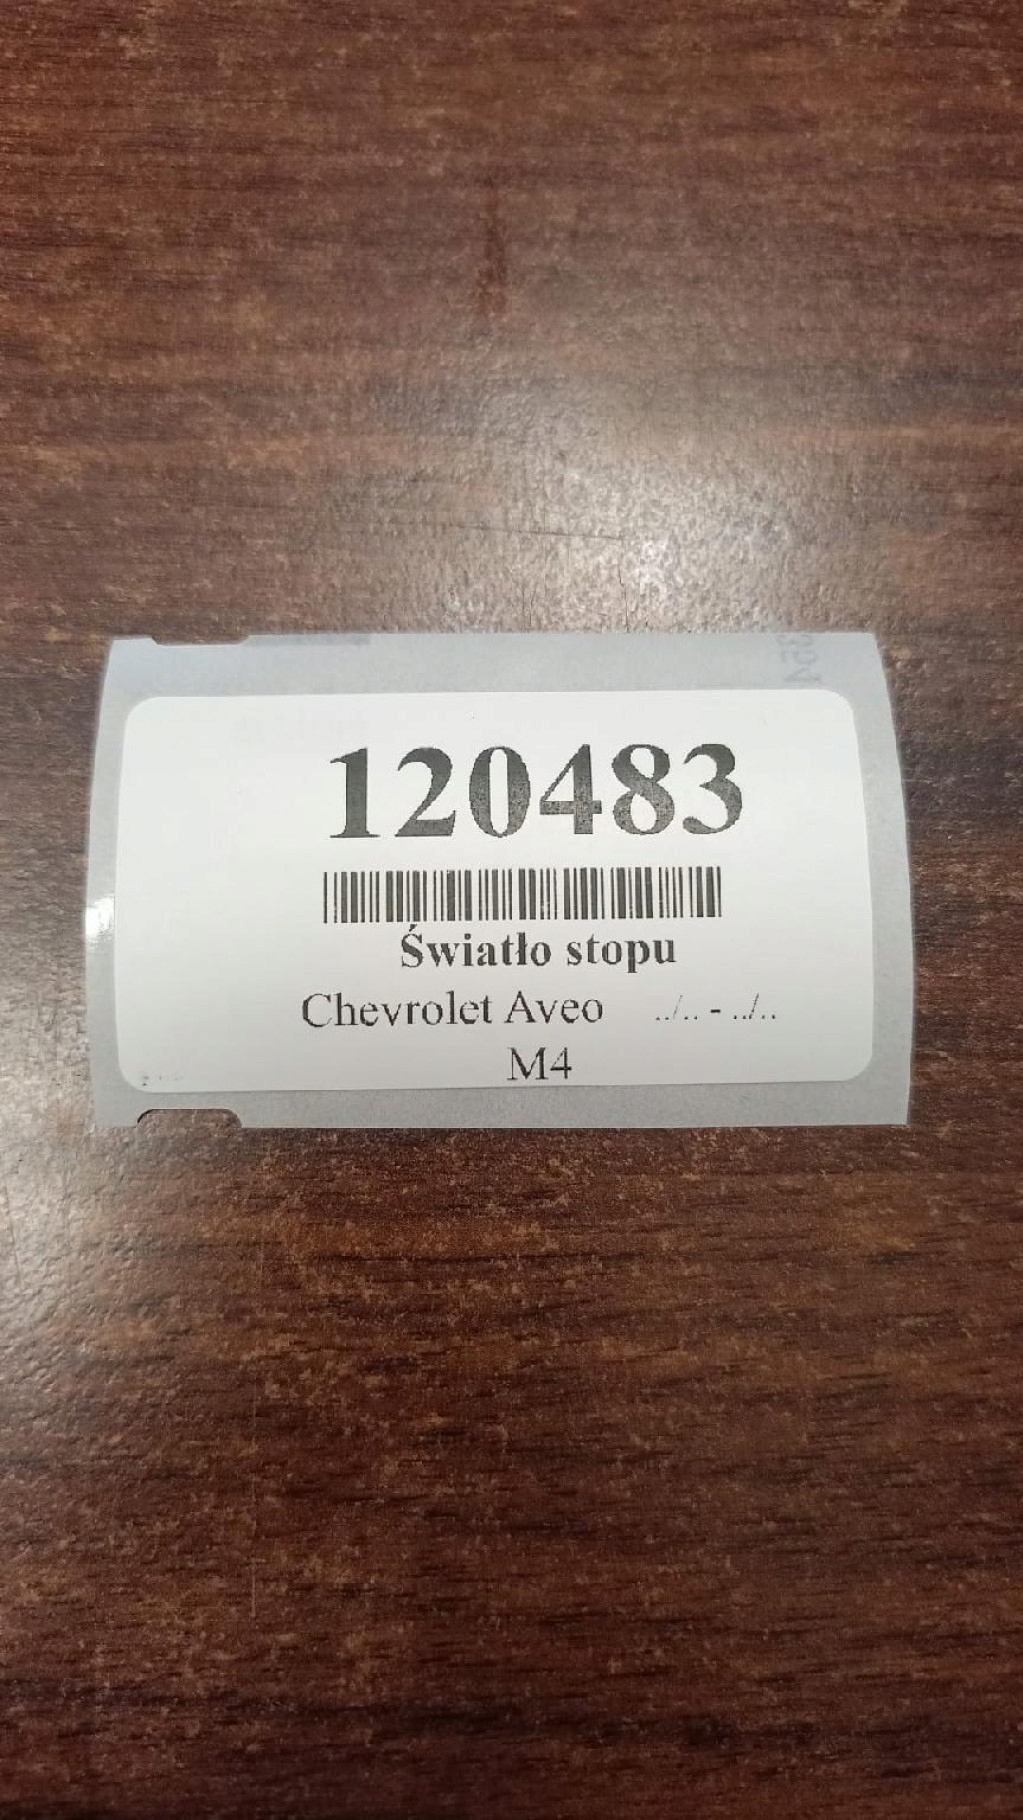 120483
Światło stopu
Chevrolet Aveo ../.. - ../..
M4